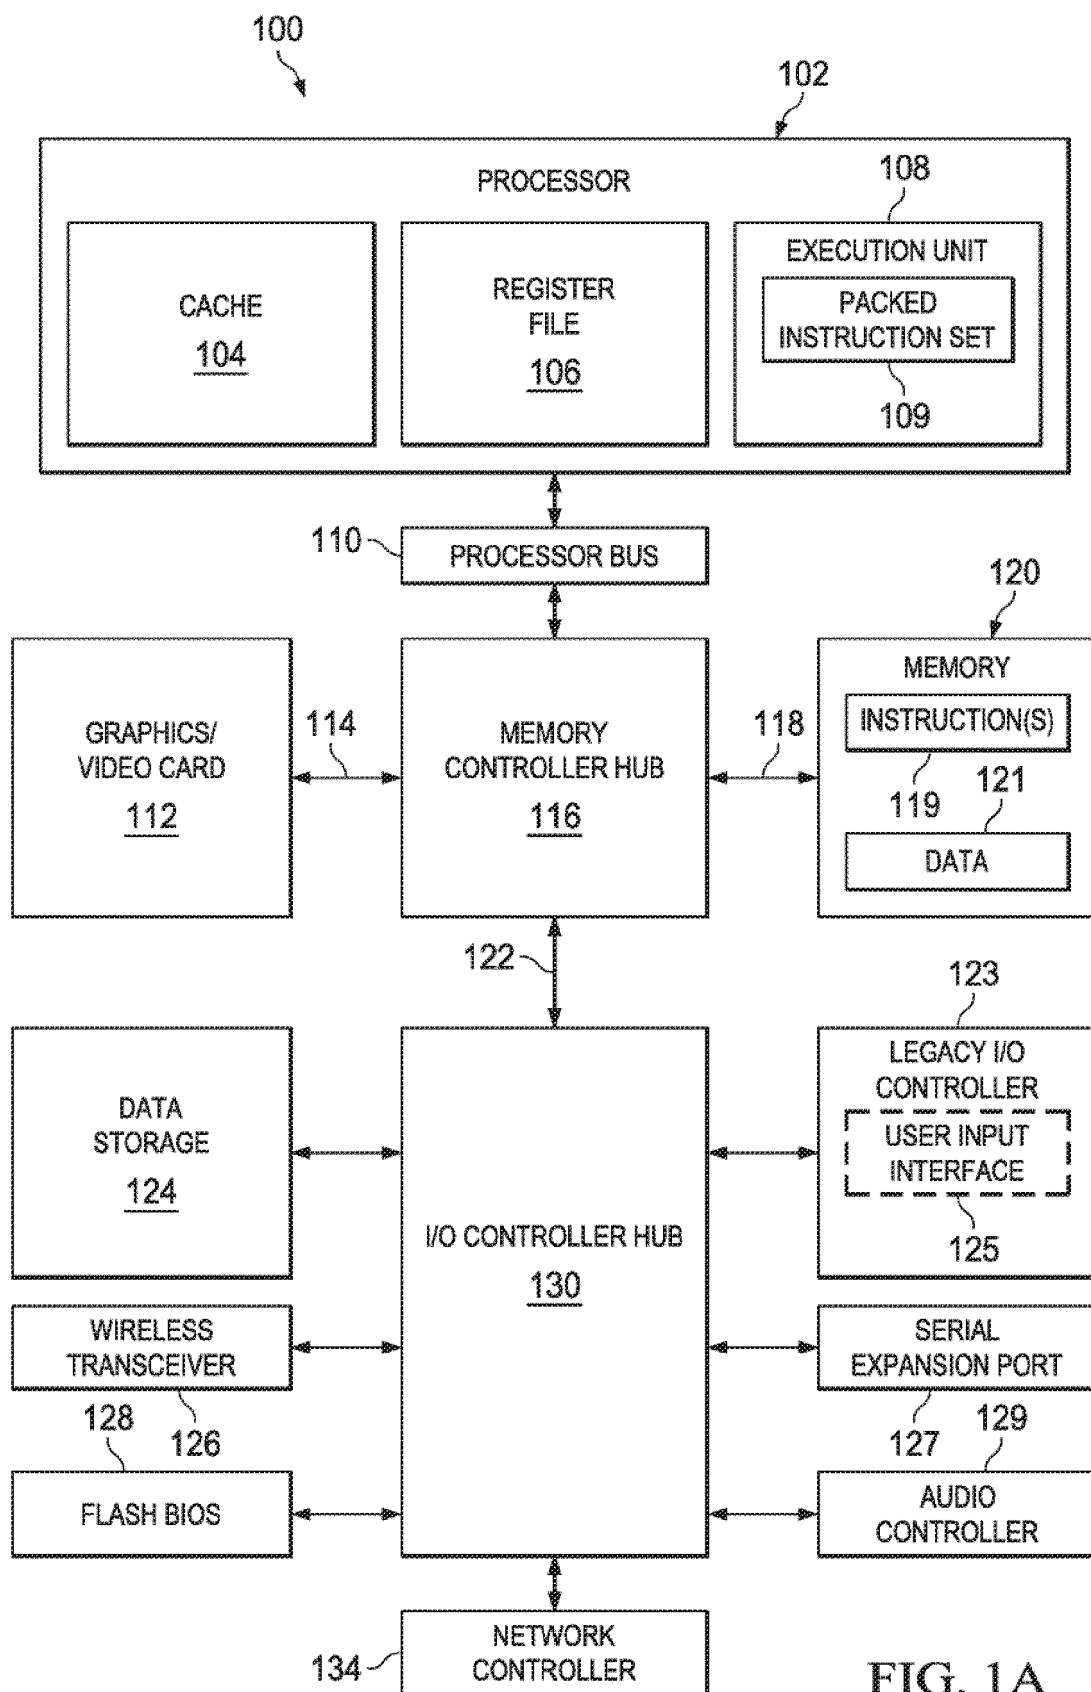 100
102
PROCESSOR
108
CACHE
104
REGISTER
FILE
106
EXECUTION UNIT
PACKED
INSTRUCTION SET
109
110
PROCESSOR BUS
120
GRAPHICS/
VIDEO CARD
112
114
MEMORY
CONTROLLER HUB
116
118
MEMORY
INSTRUCTION(S)
119
121
DATA
122
123
DATA
STORAGE
124
I/O CONTROLLER HUB
130
LEGACY I/O
CONTROLLER
USER INPUT
INTERFACE
125
WIRELESS
TRANSCEIVER
126
SERIAL
EXPANSION PORT
127
128
FLASH BIOS
129
AUDIO
CONTROLLER
134
NETWORK
CONTROLLER
FIG. 1A